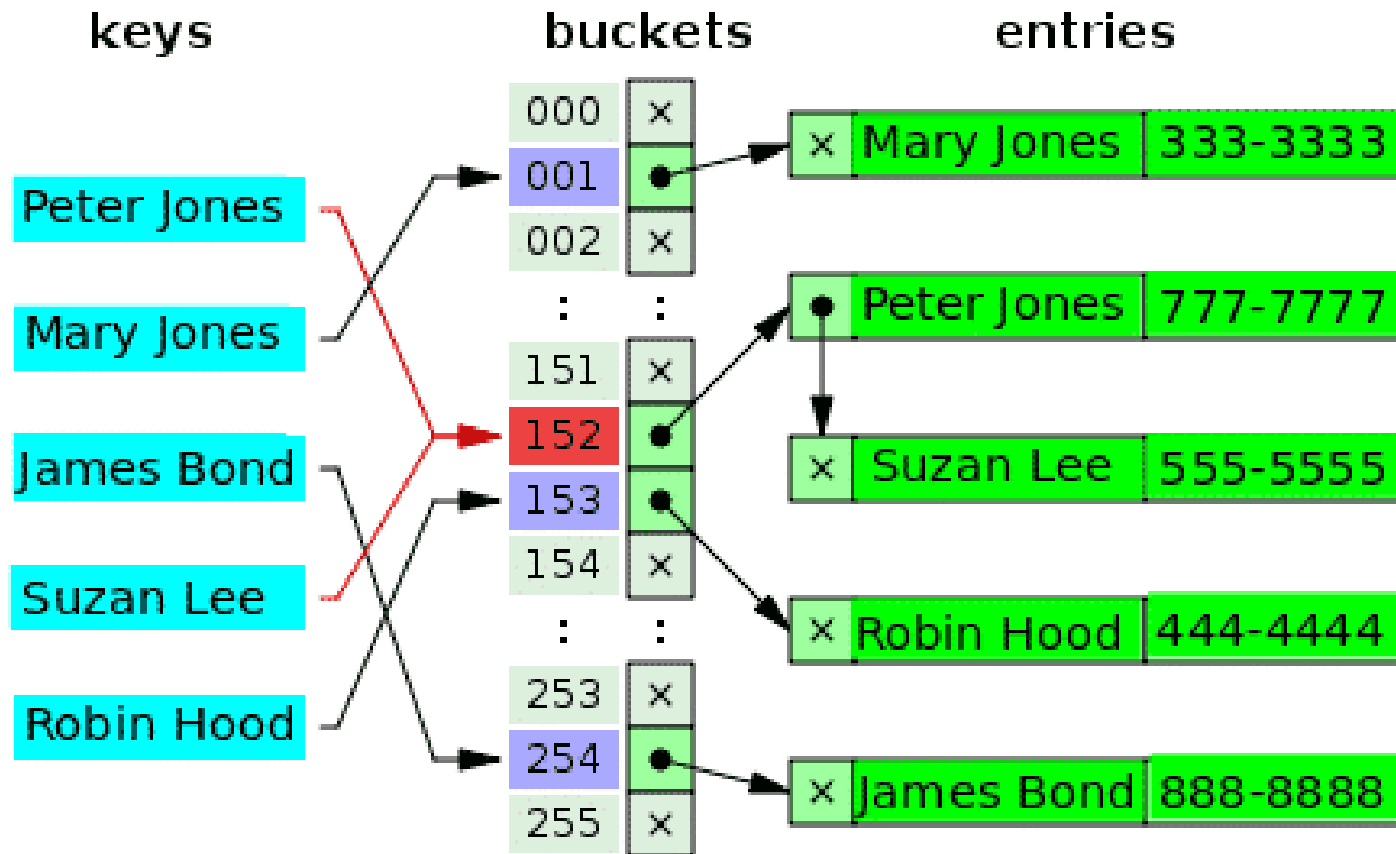 keys
buckets
entries
Peter Jones
Mary Jones
James Bond
Suzan Lee
Robin Hood
000 ×
001
002 ×
: :
151 ×
152
153
154 ×
: :
253 ×
254
255 ×
× Mary Jones 333-3333
Peter Jones 777-7777
× Suzan Lee 555-5555
× Robin Hood 444-4444
× James Bond 888-8888